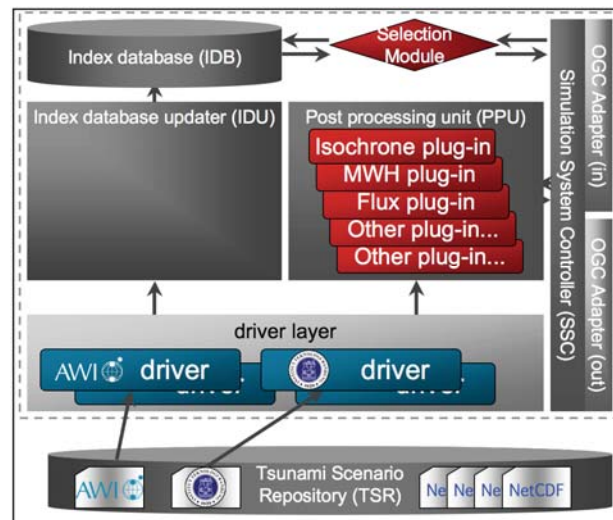 Index database (IDB)
Selection
Module
Index database updater (IDU)
Post processing unit (PPU)
Isochrone plug-in
MWH plug-in
Flux plug-in
Other plug-in...
Other plug-in...
Simulation System Controller (SSC)
OGC Adapter (in)
OGC Adapter (out)
driver layer
AWI driver
driver
driver
driver
AWI
Tsunami Scenario
Repository (TSR)
Ne Ne Ne NetCDF